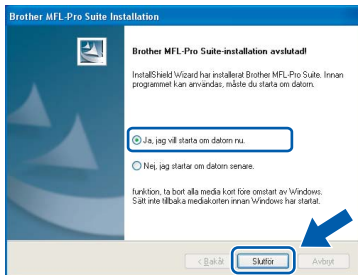 Brother MFL-Pro Suite Installation
Brother MFL-Pro Suite-installation avslutad!
InstallShield Wizard har installerat Brother MFL-Pro Suite. Innan
programmet kan användas, måste du starta om datorn.
Ja, jag vill starta om datorn nu.
Nej, jag startar om datorn senare.
funktion, ta bort alla media kort före omstart av Windows.
Sätt inte tillbaka mediakorten innan Windows har startat.
< Bakåt
Slutför
Avbryt